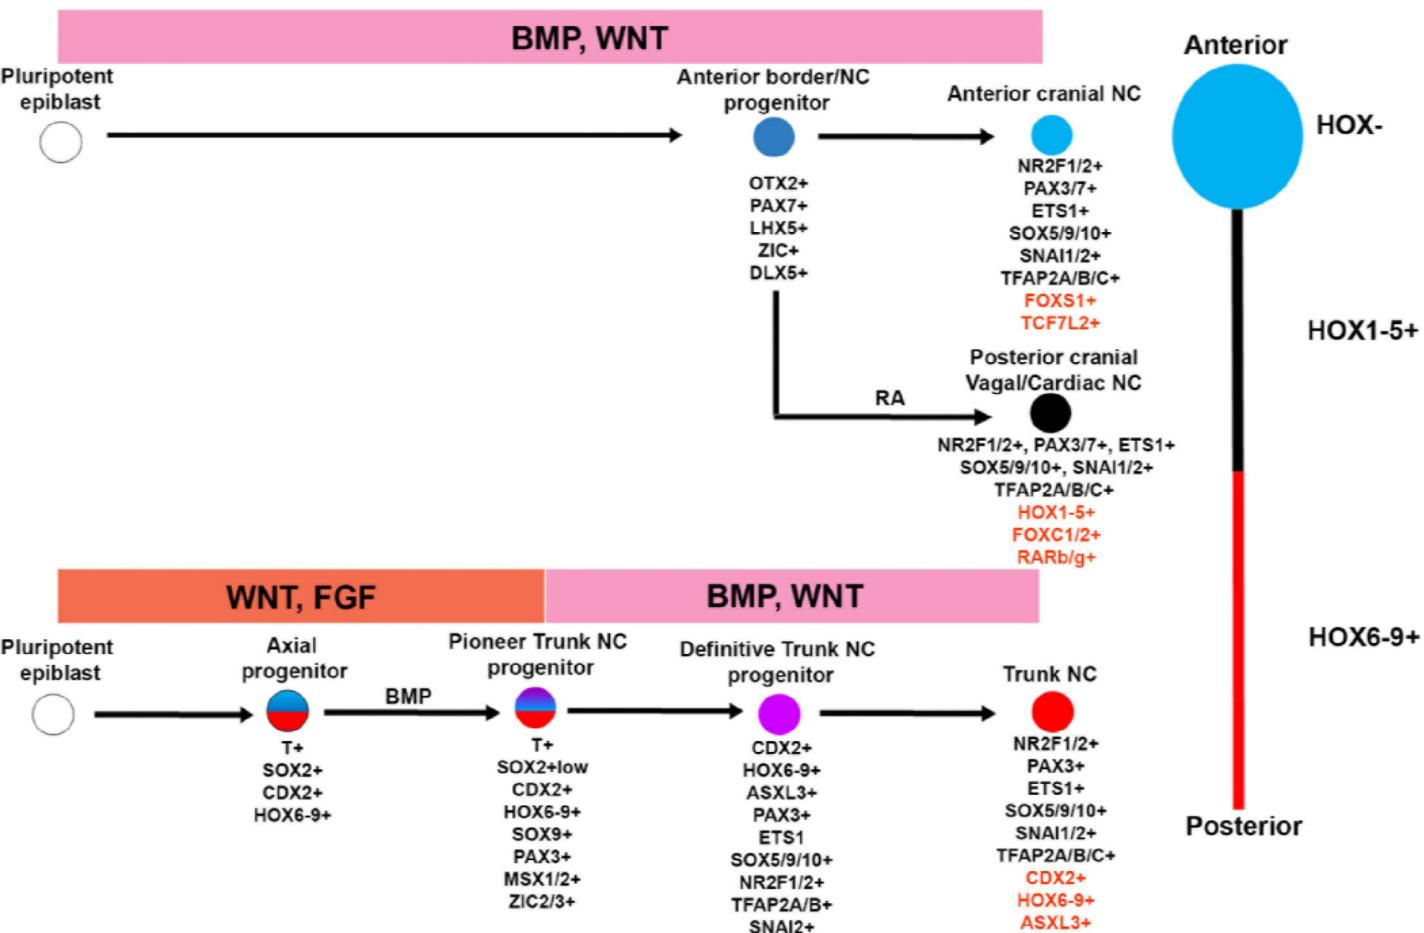 BMP, WNT
Pluripotent
epiblast
Anterior border/NC
progenitor
OTX2+
PAX7+
LHX5+
ZIC+
DLX5+
Anterior cranial NC
NR2F1/2+
PAX3/7+
ETS1+
SOX5/9/10+
SNAI1/2+
TFAP2A/B/C+
FOXS1+
TCF7L2+
RA
Posterior cranial
Vagal/Cardiac NC
NR2F1/2+, PAX3/7+, ETS1+
SOX5/9/10+, SNAI1/2+
TFAP2A/B/C+
HOX1-5+
FOXC1/2+
RARb/g+
Anterior
HOX-
HOX1-5+
HOX6-9+
Posterior
WNT, FGF
BMP, WNT
Pluripotent
epiblast
Axial
progenitor
T+
SOX2+
CDX2+
HOX6-9+
BMP
Pioneer Trunk NC
progenitor
T+
SOX2+low
CDX2+
HOX6-9+
SOX9+
PAX3+
MSX1/2+
ZIC2/3+
Definitive Trunk NC
progenitor
CDX2+
HOX6-9+
ASXL3+
PAX3+
ETS1
SOX5/9/10+
NR2F1/2+
TFAP2A/B+
SNAI2+
Trunk NC
NR2F1/2+
PAX3+
ETS1+
SOX5/9/10+
SNAI1/2+
TFAP2A/B/C+
CDX2+
HOX6-9+
ASXL3+